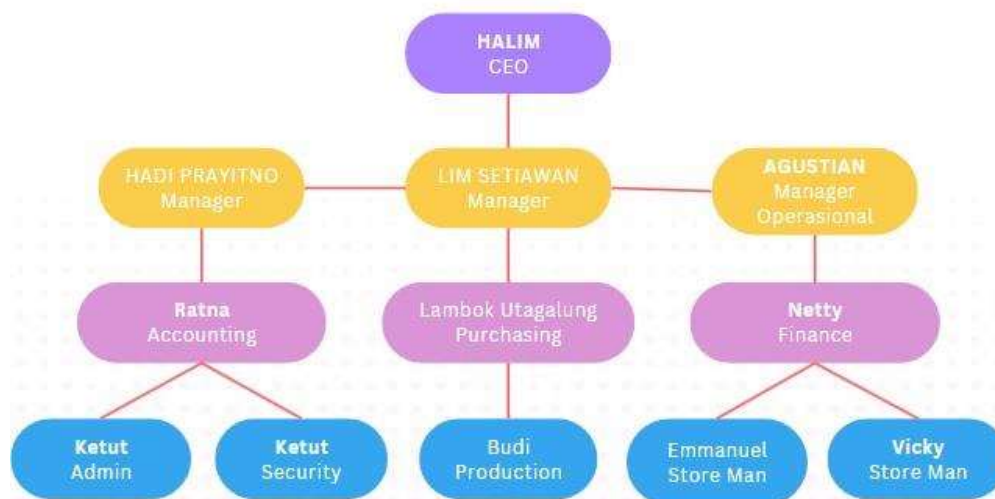 HALIM
CEO
HADI PRAYITNO
Manager
LIM SETIAWAN
Manager
AGUSTIAN
Manager
Operasional
Ratna
Accounting
Lambok Utagalung
Purchasing
Netty
Finance
Ketut
Admin
Ketut
Security
Budi
Production
Emmanuel
Store Man
Vicky
Store Man